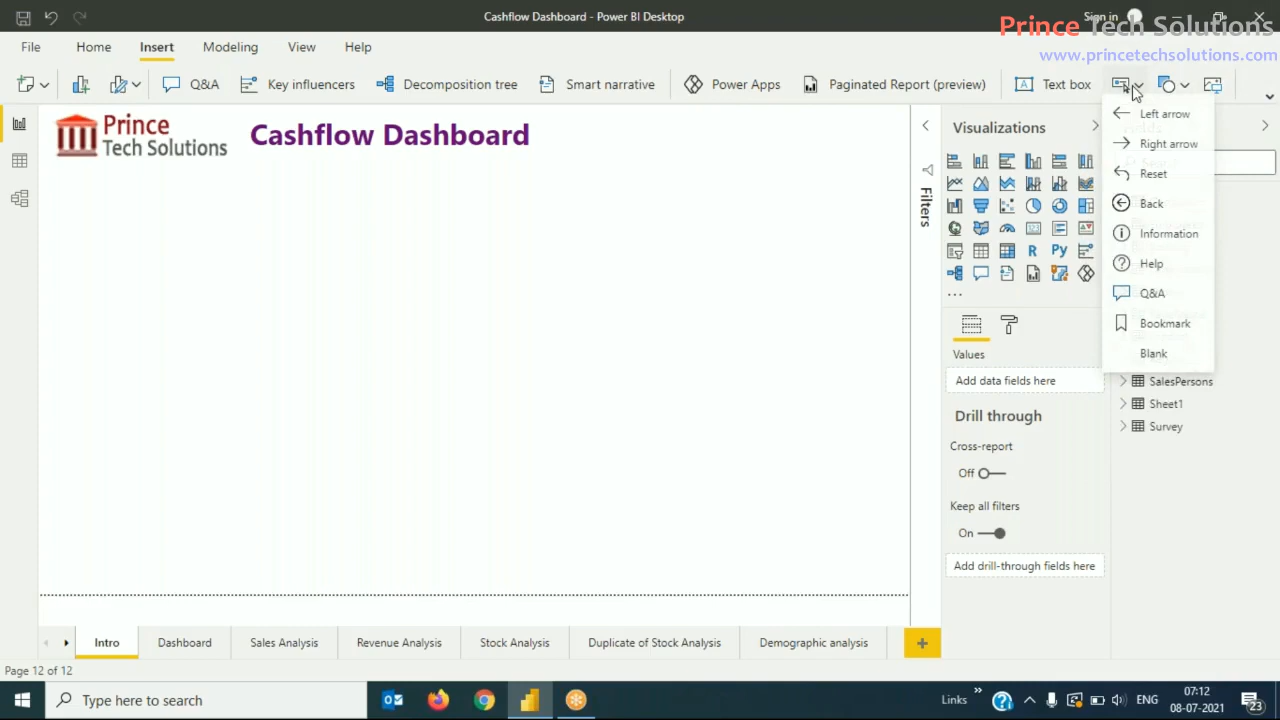 Cashflow Dashboard - Power BI Desktop
Sign in
Prince Tech Solutions
www.princetechsolutions.com
File
Home
Insert
Modeling
View
Help
Q&A
Key influencers
Decomposition tree
Smart narrative
Power Apps
Paginated Report (preview)
Text box
Prince
Tech Solutions
Cashflow Dashboard
Filters
Visualizations
R
Py
Values
Add data fields here
Drill through
Cross-report
Off
Keep all filters
On
Add drill-through fields here
Left arrow
Right arrow
Reset
Back
Information
Help
Q&A
Bookmark
Blank
SalesPersons
Sheet1
Survey
Intro
Dashboard
Sales Analysis
Revenue Analysis
Stock Analysis
Duplicate of Stock Analysis
Demographic analysis
Page 12 of 12
Type here to search
Links
ENG
07:12
08-07-2021
23